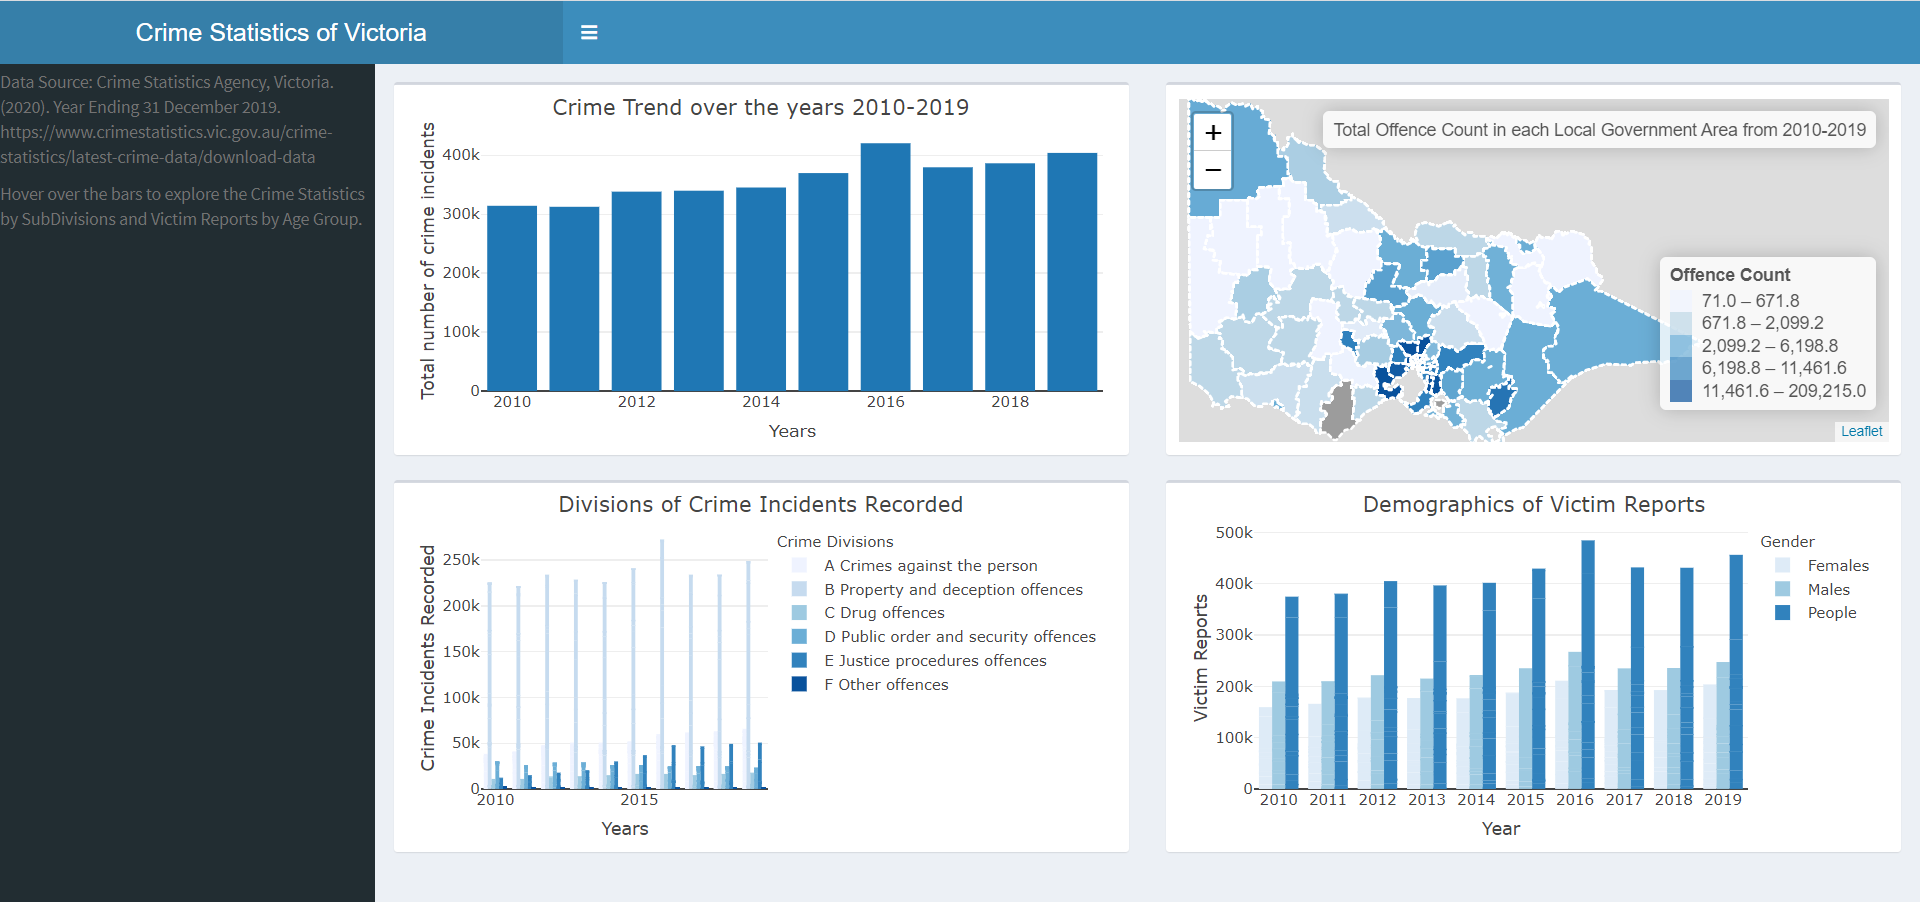 Crime Statistics of Victoria
Data Source: Crime Statistics Agency, Victoria.
(2020). Year Ending 31 December 2019.
https://www.crimestatistics.vic.gov.au/crime-
statistics/latest-crime-data/download-data
Hover over the bars to explore the Crime Statistics
by SubDivisions and Victim Reports by Age Group.
Crime Trend over the years 2010-2019
Total number of crime incidents
400k
300k
200k
100k
0
2010 2012 2014 2016 2018
Years
+
−
Total Offence Count in each Local Government Area from 2010-2019
Offence Count
71.0 – 671.8
671.8 – 2,099.2
2,099.2 – 6,198.8
6,198.8 – 11,461.6
11,461.6 – 209,215.0
Leaflet
Divisions of Crime Incidents Recorded
Crime Incidents Recorded
250k
200k
150k
100k
50k
0
2010 2015
Years
Crime Divisions
A Crimes against the person
B Property and deception offences
C Drug offences
D Public order and security offences
E Justice procedures offences
F Other offences
Demographics of Victim Reports
Victim Reports
500k
400k
300k
200k
100k
0
2010 2011 2012 2013 2014 2015 2016 2017 2018 2019
Year
Gender
Females
Males
People